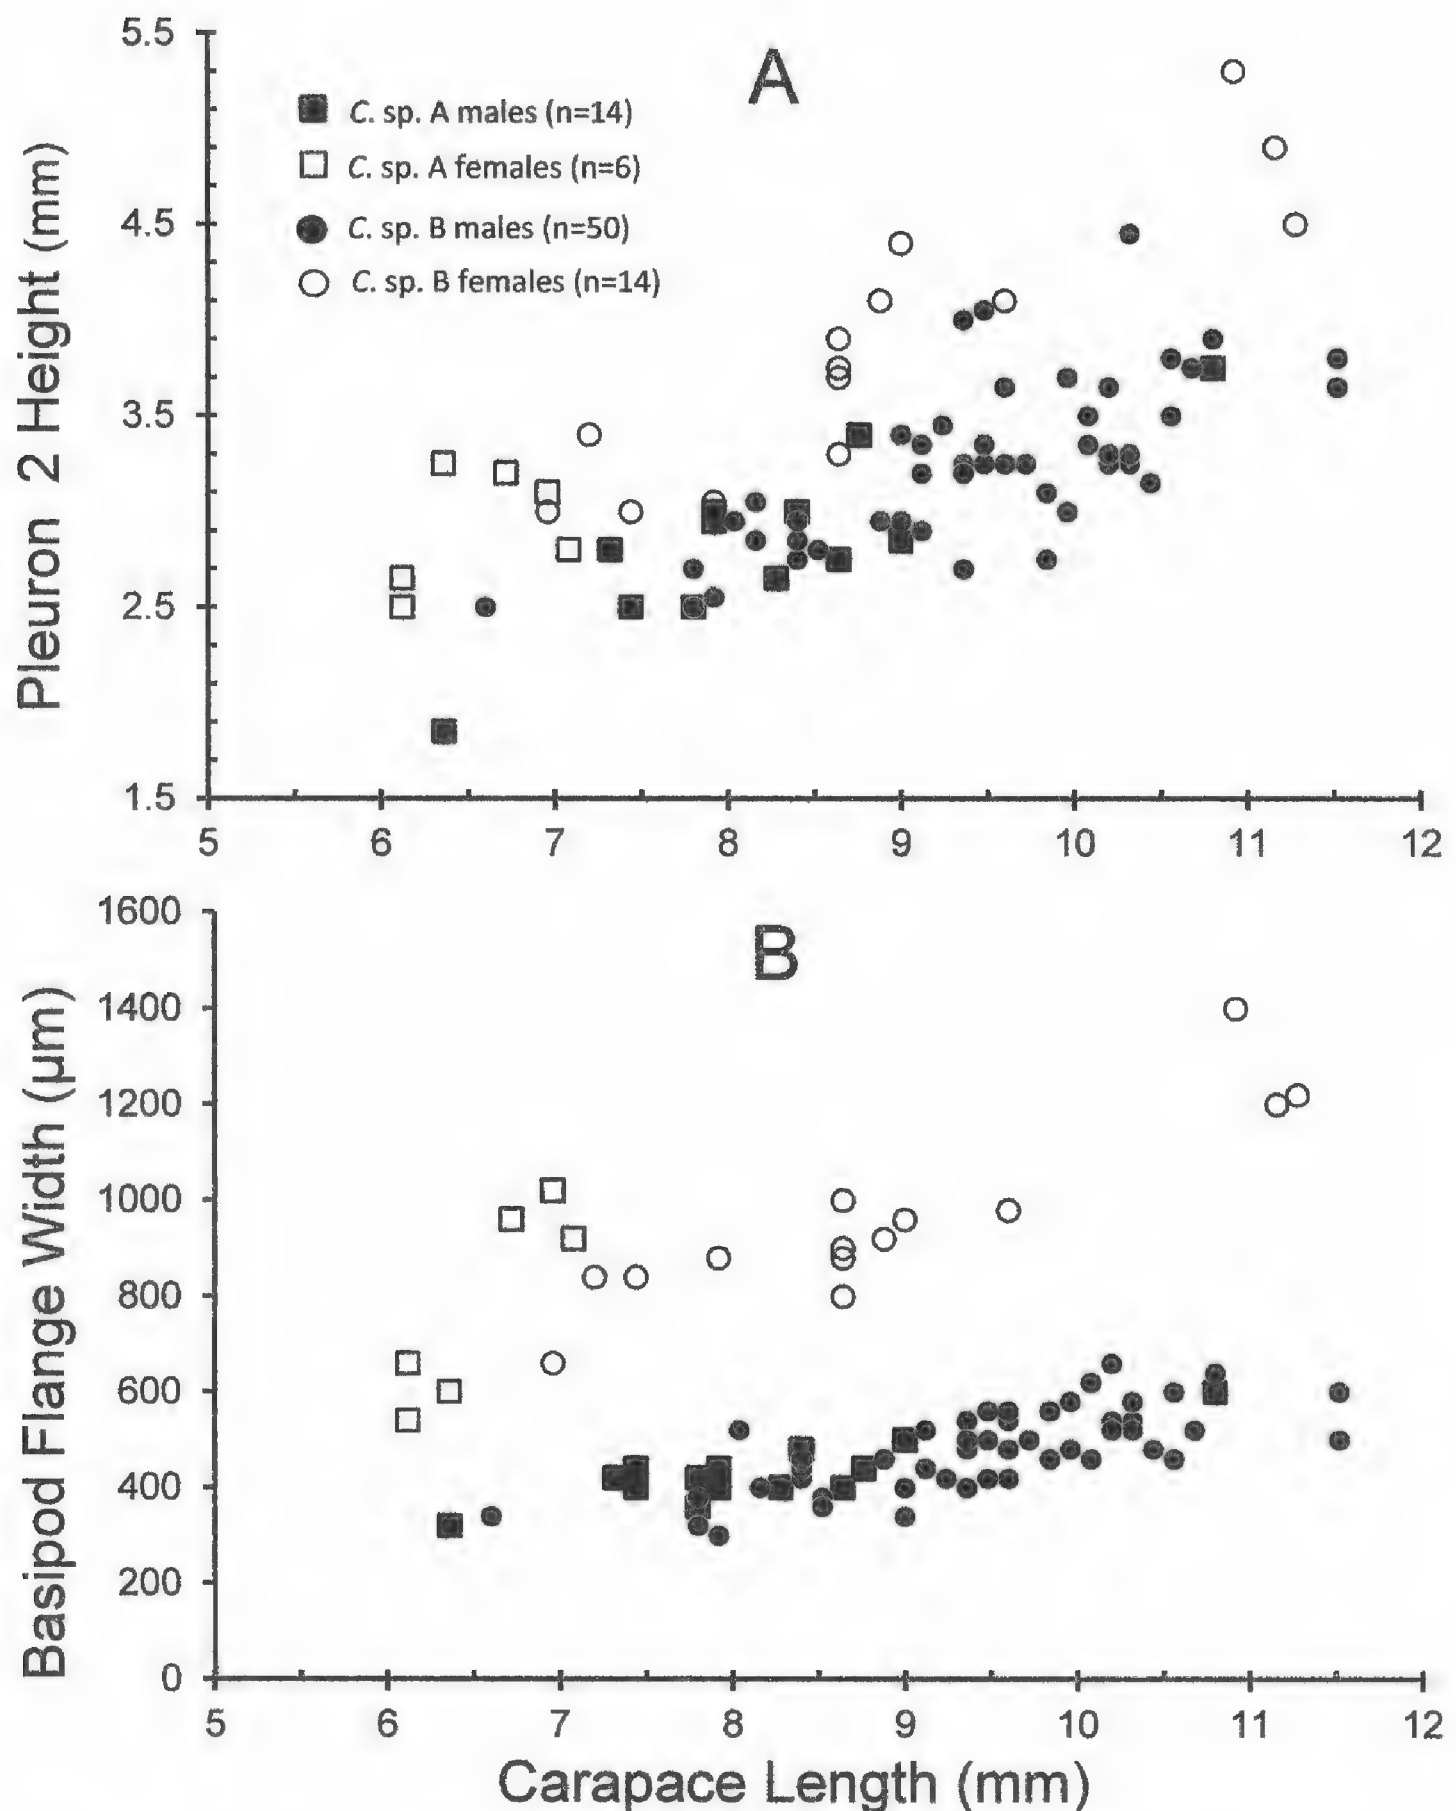 A
5.5
4.5
3.5
2.5
1.5
Pleuron 2 Height (mm)
C. sp. A males (n=14)
C. sp. A females (n=6)
C. sp. B males (n=50)
C. sp. B females (n=14)
5 6 7 8 9 10 11 12
B
1600
1400
1200
1000
800
600
400
200
0
Basipod Flange Width (μm)
5 6 7 8 9 10 11 12
Carapace Length (mm)